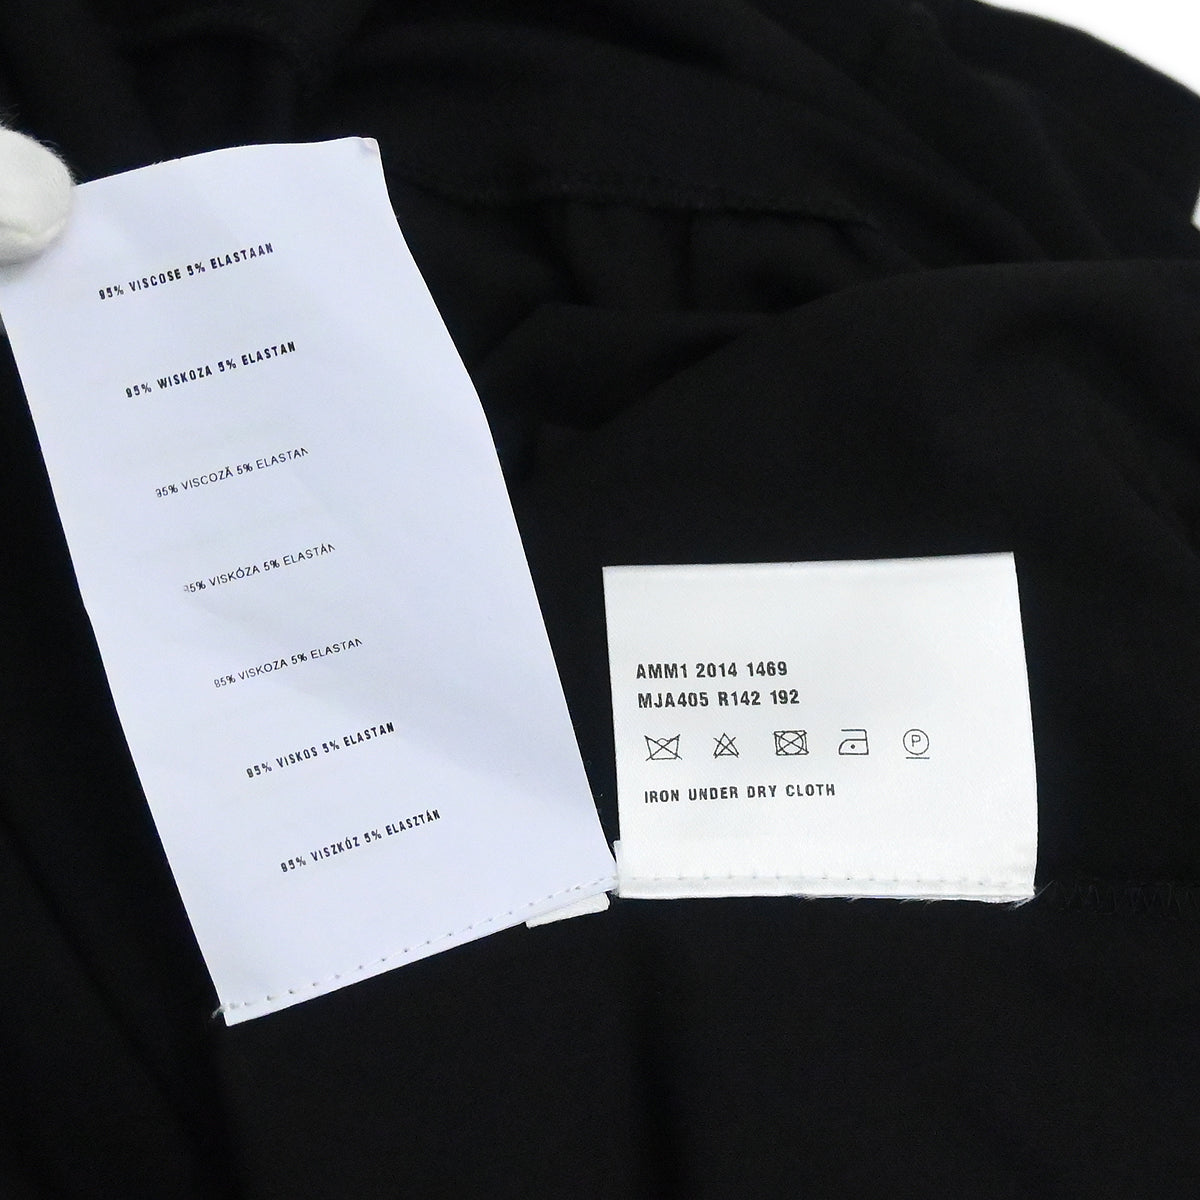 95% VISCOSE 5% ELASTAAN
95% WISKOZA 5% ELASTAN
95% VISCOZĂ 5% ELASTAN
95% VISKÓZA 5% ELASTÁN
95% VISKOZA 5% ELASTAN
95% VISKOS 5% ELASTAN
95% VISZKÓZ 5% ELASZTÁN
AMM1 2014 1469
MJA405 R142 192
P
IRON UNDER DRY CLOTH